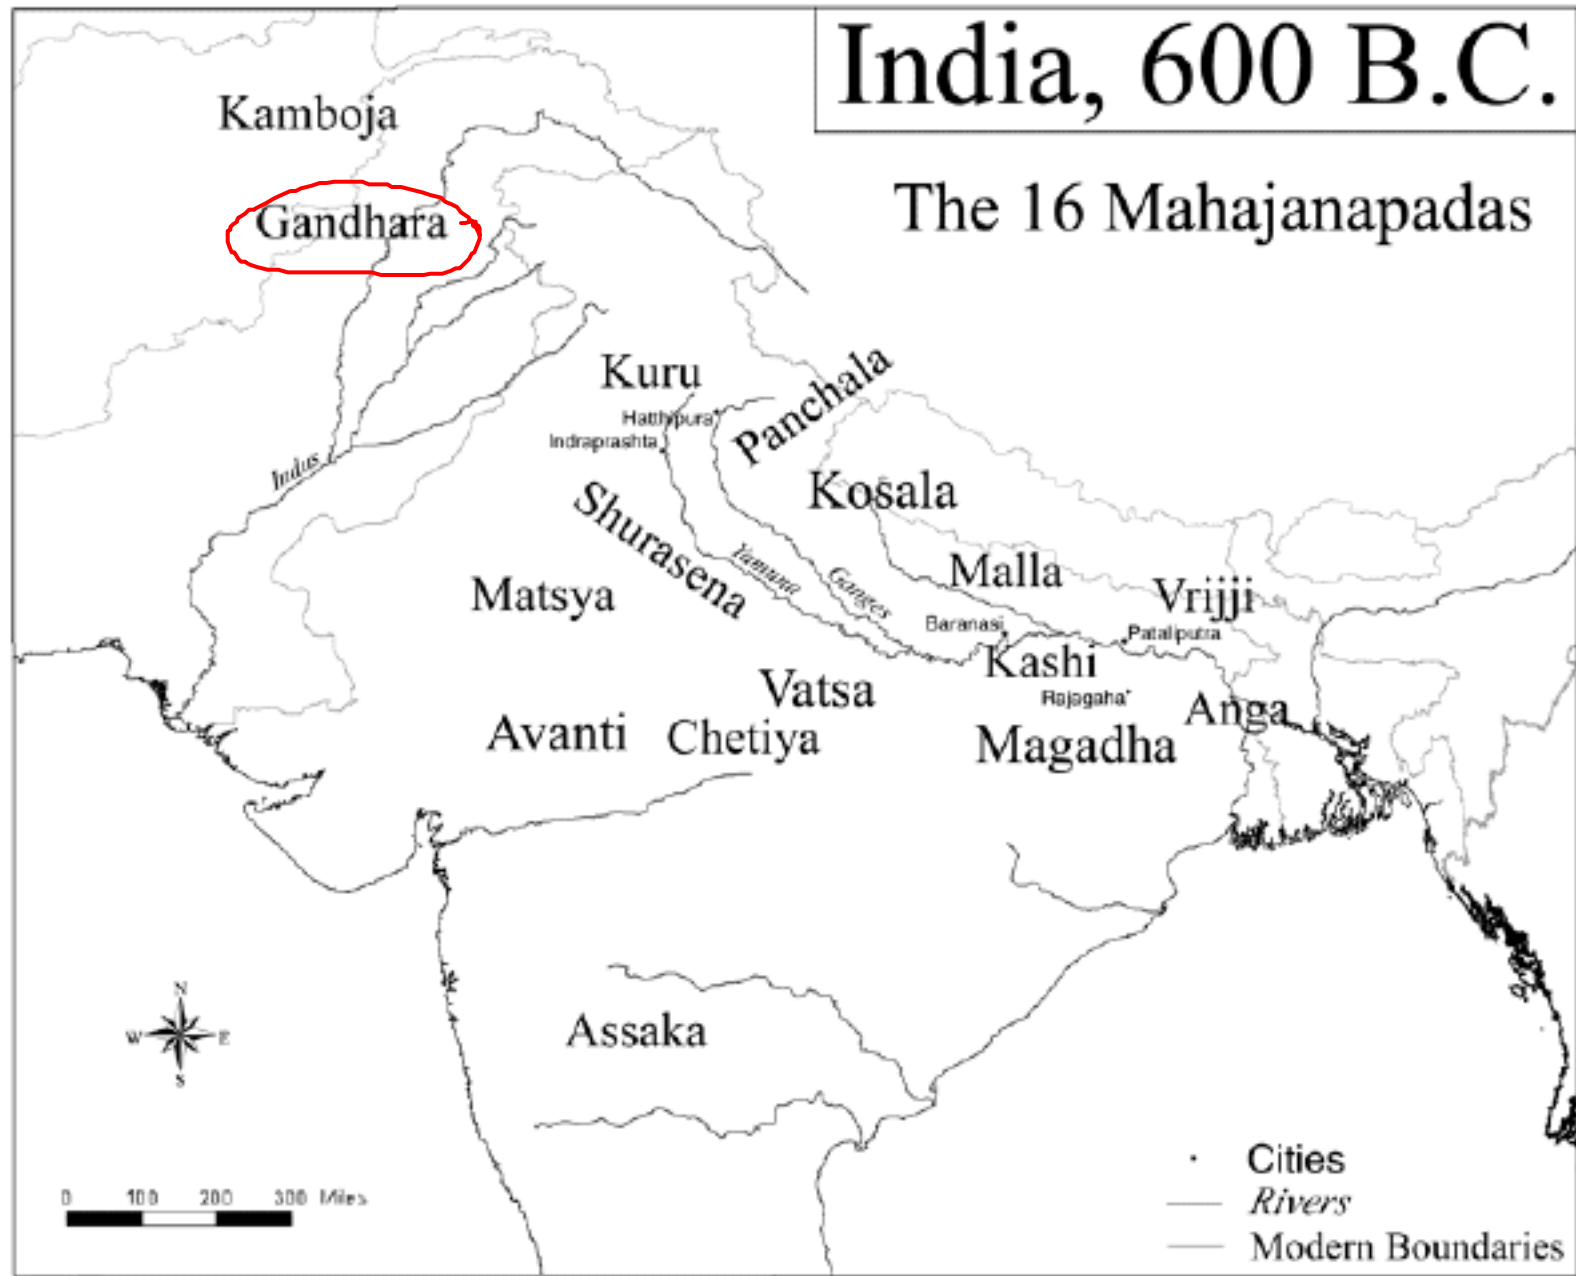 India, 600 B.C.
The 16 Mahajanapadas
Kamboja
Gandhara
Kuru
Panchala
Hatthipura
Indraprashta
Indus
Kosala
Shurasena
Yamuna
Ganges
Malla
Vrijji
Matsya
Baranasi
Pataliputra
Kashi
Vatsa
Rajagaha
Anga
Avanti
Chetiya
Magadha
Assaka
N
W
E
S
0 100 200 300 Miles
Cities
Rivers
Modern Boundaries